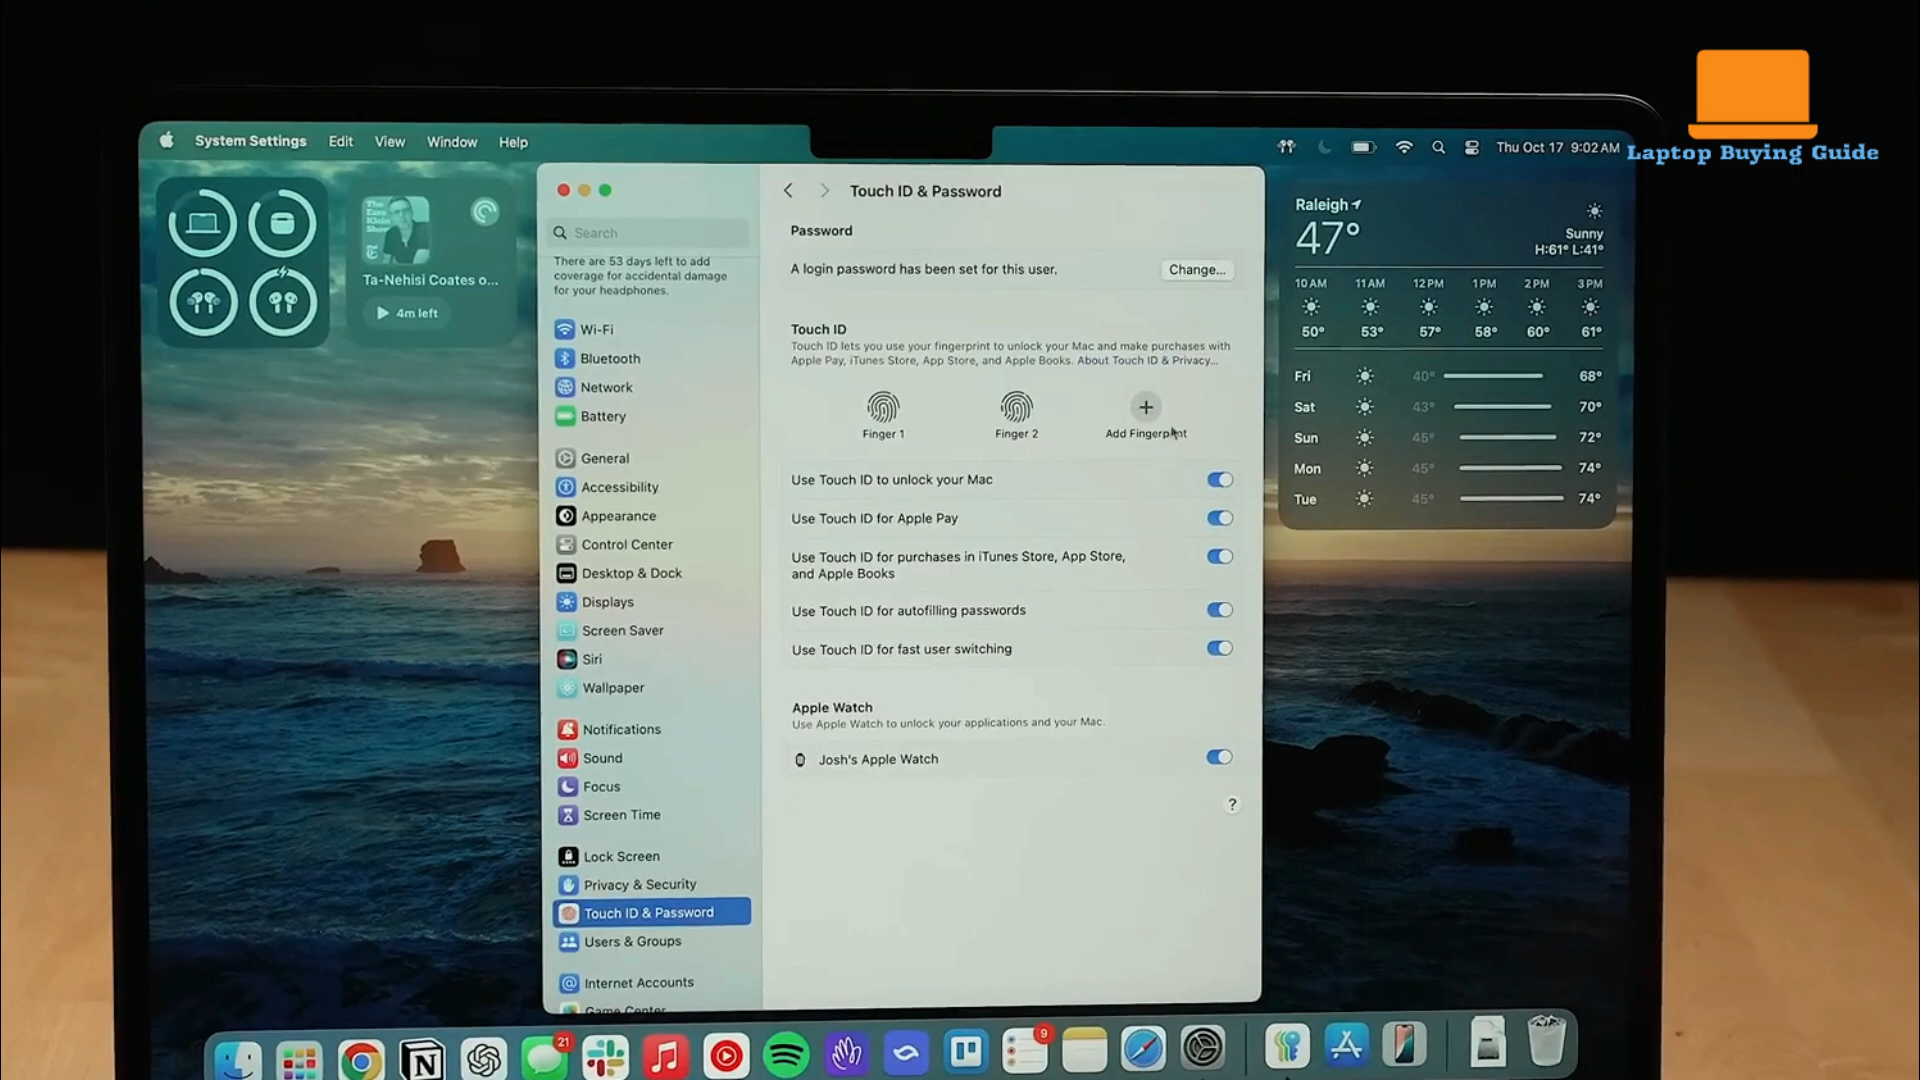 System Settings Edit View Window Help
Thu Oct 17 9:02 AM
Laptop Buying Guide
Ta-Nehisi Coates o...
4m left
Search
There are 53 days left to add
coverage for accidental damage
for your headphones.
Wi-Fi
Bluetooth
Network
Battery
General
Accessibility
Appearance
Control Center
Desktop & Dock
Displays
Screen Saver
Siri
Wallpaper
Notifications
Sound
Focus
Screen Time
Lock Screen
Privacy & Security
Touch ID & Password
Users & Groups
Internet Accounts
Game Center
Touch ID & Password
Password
A login password has been set for this user.
Change...
Touch ID
Touch ID lets you use your fingerprint to unlock your Mac and make purchases with
Apple Pay, iTunes Store, App Store, and Apple Books. About Touch ID & Privacy...
Finger 1 Finger 2 Add Fingerprint
Use Touch ID to unlock your Mac
Use Touch ID for Apple Pay
Use Touch ID for purchases in iTunes Store, App Store,
and Apple Books
Use Touch ID for autofilling passwords
Use Touch ID for fast user switching
Apple Watch
Use Apple Watch to unlock your applications and your Mac.
Josh's Apple Watch
?
Raleigh
47°
Sunny
H:61° L:41°
10 AM 11 AM 12 PM 1 PM 2 PM 3 PM
50° 53° 57° 58° 60° 61°
Fri 40° 68°
Sat 43° 70°
Sun 45° 72°
Mon 45° 74°
Tue 45° 74°
21
9
N